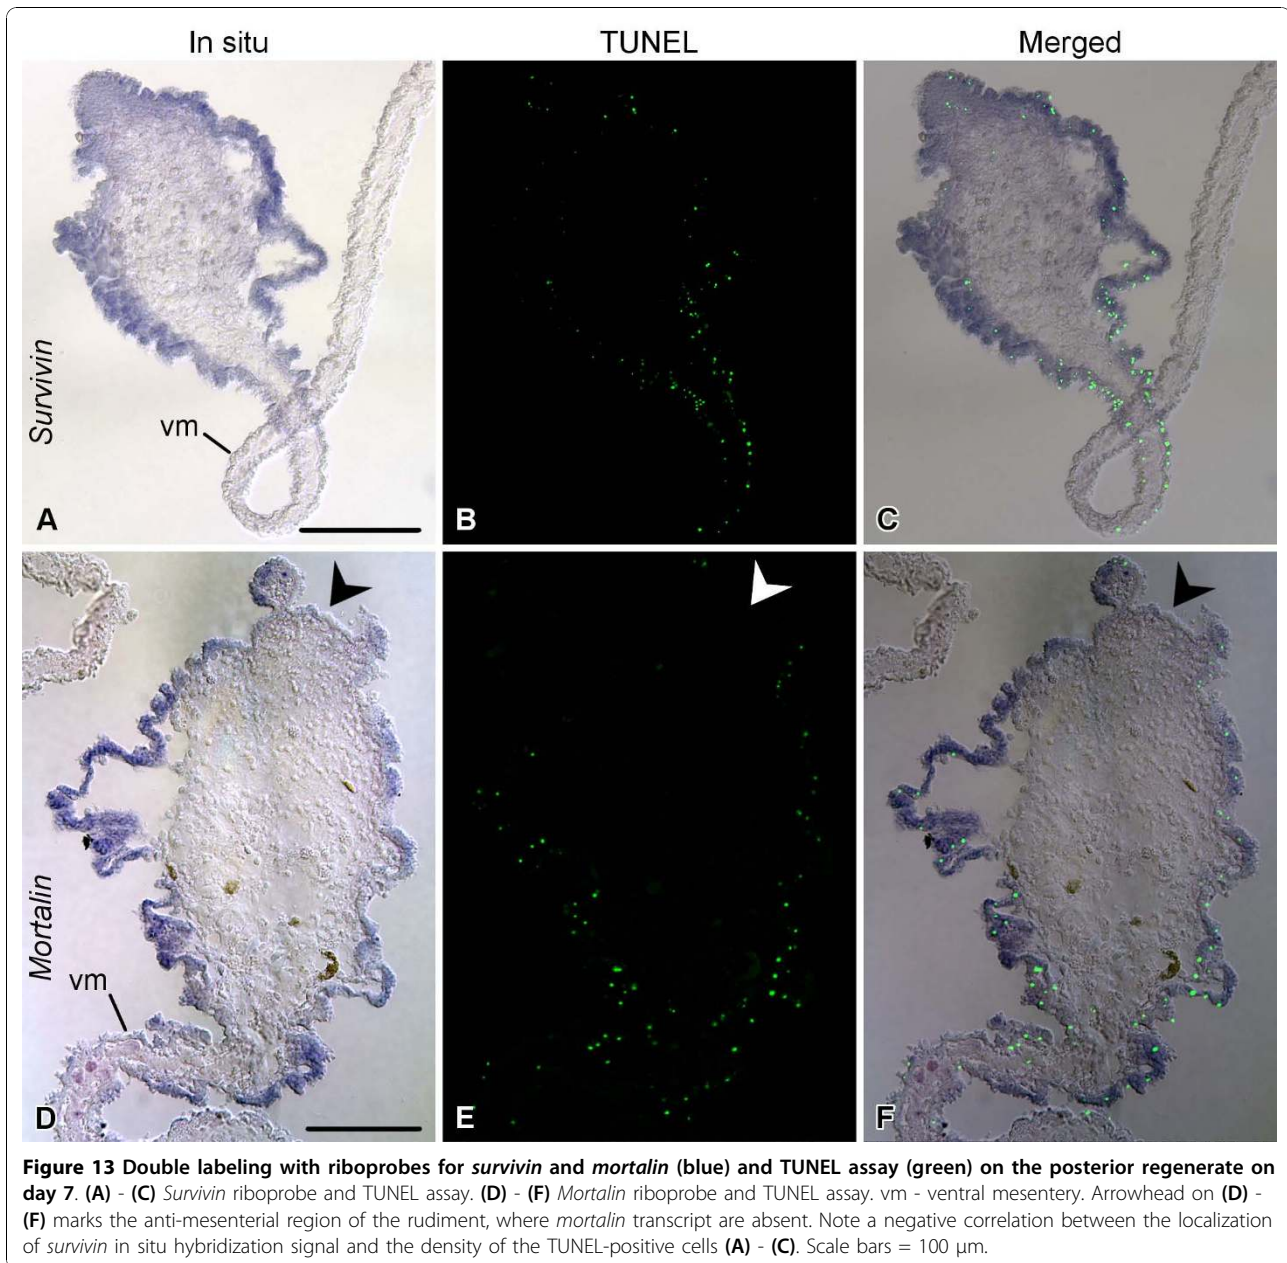 In situ TUNEL Merged
Survivin
vm
A B C
Mortalin
vm
D E F
Figure 13 Double labeling with riboprobes for survivin and mortalin (blue) and TUNEL assay (green) on the posterior regenerate on
day 7. (A) - (C) Survivin riboprobe and TUNEL assay. (D) - (F) Mortalin riboprobe and TUNEL assay. vm - ventral mesentery. Arrowhead on (D) -
(F) marks the anti-mesenterial region of the rudiment, where mortalin transcript are absent. Note a negative correlation between the localization
of survivin in situ hybridization signal and the density of the TUNEL-positive cells (A) - (C). Scale bars = 100 μm.